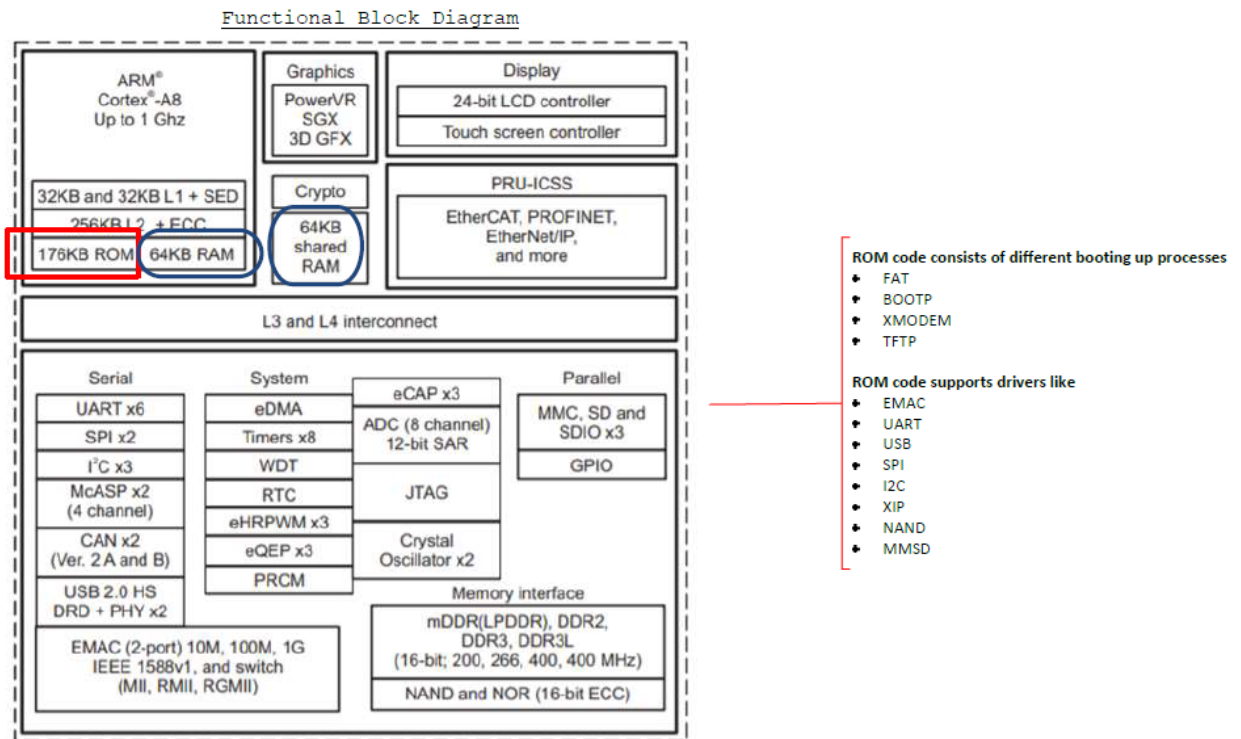 Functional Block Diagram
ARM®
Cortex®-A8
Up to 1 Ghz
32KB and 32KB L1 + SED
256KB L2 + ECC
176KB ROM
64KB RAM
Graphics
PowerVR
SGX
3D GFX
Crypto
64KB
shared
RAM
Display
24-bit LCD controller
Touch screen controller
PRU-ICSS
EtherCAT, PROFINET,
EtherNet/IP,
and more
L3 and L4 interconnect
Serial
UART x6
SPI x2
I²C x3
McASP x2
(4 channel)
CAN x2
(Ver. 2 A and B)
USB 2.0 HS
DRD + PHY x2
EMAC (2-port) 10M, 100M, 1G
IEEE 1588v1, and switch
(MII, RMII, RGMII)
System
eDMA
Timers x8
WDT
RTC
eHRPWM x3
eQEP x3
PRCM
eCAP x3
ADC (8 channel)
12-bit SAR
JTAG
Crystal
Oscillator x2
Parallel
MMC, SD and
SDIO x3
GPIO
Memory interface
mDDR(LPDDR), DDR2,
DDR3, DDR3L
(16-bit; 200, 266, 400, 400 MHz)
NAND and NOR (16-bit ECC)
ROM code consists of different booting up processes
FAT
BOOTP
XMODEM
TFTP
ROM code supports drivers like
EMAC
UART
USB
SPI
I2C
XIP
NAND
MMSD